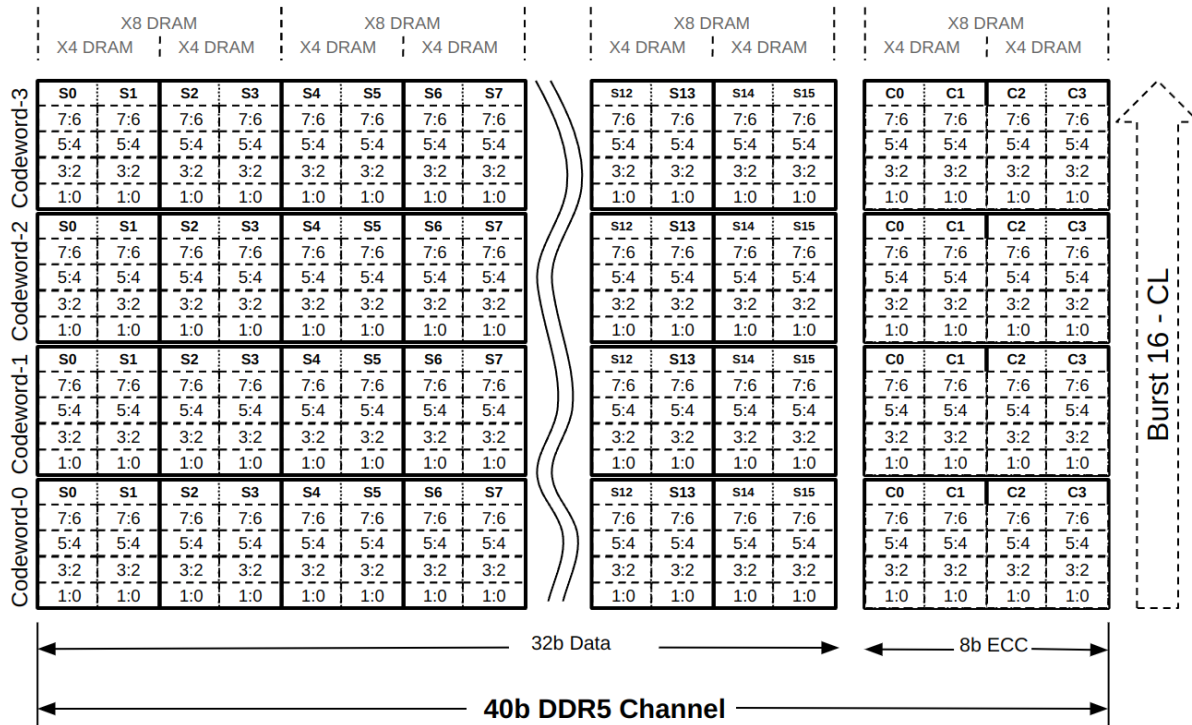 X8 DRAM X8 DRAM X8 DRAM X8 DRAM
X4 DRAM X4 DRAM X4 DRAM X4 DRAM X4 DRAM X4 DRAM X4 DRAM X4 DRAM
Codeword-3
S0 S1 S2 S3 S4 S5 S6 S7 S12 S13 S14 S15 C0 C1 C2 C3
7:6 7:6 7:6 7:6 7:6 7:6 7:6 7:6 7:6 7:6 7:6 7:6 7:6 7:6 7:6 7:6
5:4 5:4 5:4 5:4 5:4 5:4 5:4 5:4 5:4 5:4 5:4 5:4 5:4 5:4 5:4 5:4
3:2 3:2 3:2 3:2 3:2 3:2 3:2 3:2 3:2 3:2 3:2 3:2 3:2 3:2 3:2 3:2
1:0 1:0 1:0 1:0 1:0 1:0 1:0 1:0 1:0 1:0 1:0 1:0 1:0 1:0 1:0 1:0
Codeword-2
S0 S1 S2 S3 S4 S5 S6 S7 S12 S13 S14 S15 C0 C1 C2 C3
7:6 7:6 7:6 7:6 7:6 7:6 7:6 7:6 7:6 7:6 7:6 7:6 7:6 7:6 7:6 7:6
5:4 5:4 5:4 5:4 5:4 5:4 5:4 5:4 5:4 5:4 5:4 5:4 5:4 5:4 5:4 5:4
3:2 3:2 3:2 3:2 3:2 3:2 3:2 3:2 3:2 3:2 3:2 3:2 3:2 3:2 3:2 3:2
1:0 1:0 1:0 1:0 1:0 1:0 1:0 1:0 1:0 1:0 1:0 1:0 1:0 1:0 1:0 1:0
Codeword-1
S0 S1 S2 S3 S4 S5 S6 S7 S12 S13 S14 S15 C0 C1 C2 C3
7:6 7:6 7:6 7:6 7:6 7:6 7:6 7:6 7:6 7:6 7:6 7:6 7:6 7:6 7:6 7:6
5:4 5:4 5:4 5:4 5:4 5:4 5:4 5:4 5:4 5:4 5:4 5:4 5:4 5:4 5:4 5:4
3:2 3:2 3:2 3:2 3:2 3:2 3:2 3:2 3:2 3:2 3:2 3:2 3:2 3:2 3:2 3:2
1:0 1:0 1:0 1:0 1:0 1:0 1:0 1:0 1:0 1:0 1:0 1:0 1:0 1:0 1:0 1:0
Codeword-0
S0 S1 S2 S3 S4 S5 S6 S7 S12 S13 S14 S15 C0 C1 C2 C3
7:6 7:6 7:6 7:6 7:6 7:6 7:6 7:6 7:6 7:6 7:6 7:6 7:6 7:6 7:6 7:6
5:4 5:4 5:4 5:4 5:4 5:4 5:4 5:4 5:4 5:4 5:4 5:4 5:4 5:4 5:4 5:4
3:2 3:2 3:2 3:2 3:2 3:2 3:2 3:2 3:2 3:2 3:2 3:2 3:2 3:2 3:2 3:2
1:0 1:0 1:0 1:0 1:0 1:0 1:0 1:0 1:0 1:0 1:0 1:0 1:0 1:0 1:0 1:0
Burst 16 - CL
32b Data 8b ECC
40b DDR5 Channel